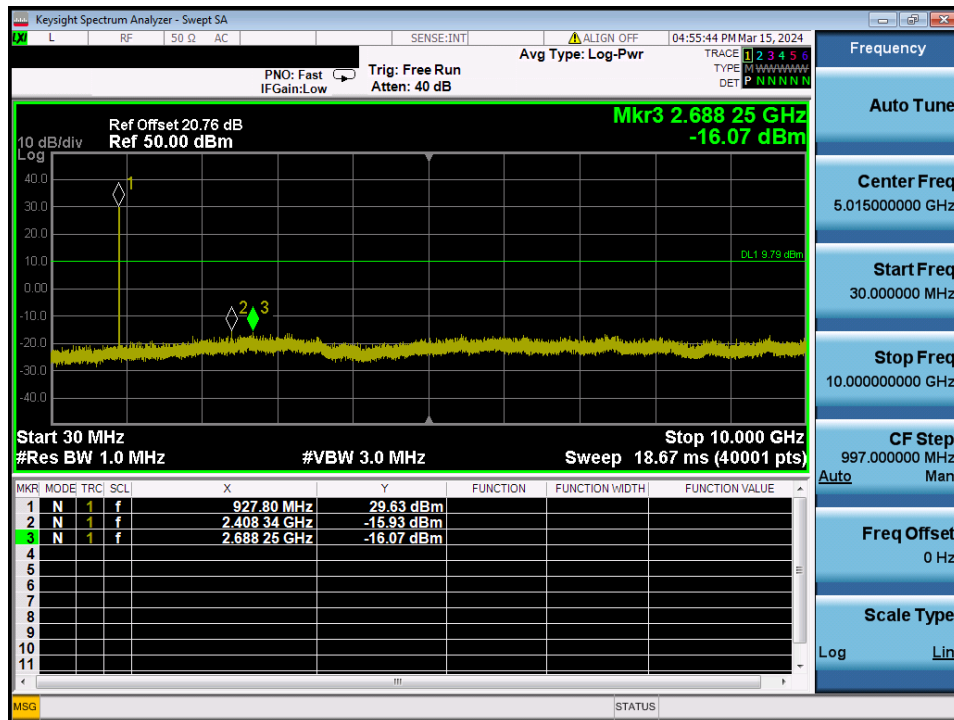 Keysight Spectrum Analyzer - Swept SA
LXI L RF 50 Ω AC SENSE:INT ALIGN OFF 04:55:44 PM Mar 15, 2024
Avg Type: Log-Pwr TRACE 1 2 3 4 5 6
PNO: Fast Trig: Free Run TYPE M WWWWW
IFGain:Low Atten: 40 dB DET P N N N N N
Mkr3 2.688 25 GHz
-16.07 dBm
Ref Offset 20.76 dB
10 dB/div Ref 50.00 dBm
Log
40.0
30.0
20.0
10.0
0.00
-10.0
-20.0
-30.0
-40.0
1
2
3
DL1 9.79 dBm
Start 30 MHz Stop 10.000 GHz
#Res BW 1.0 MHz #VBW 3.0 MHz Sweep 18.67 ms (40001 pts)
MKR MODE TRC SCL X Y FUNCTION FUNCTION WIDTH FUNCTION VALUE
1 N 1 f 927.80 MHz 29.63 dBm
2 N 1 f 2.408 34 GHz -15.93 dBm
3 N 1 f 2.688 25 GHz -16.07 dBm
4
5
6
7
8
9
10
11
MSG STATUS
Frequency
Auto Tune
Center Freq
5.015000000 GHz
Start Freq
30.000000 MHz
Stop Freq
10.000000000 GHz
CF Step
997.000000 MHz
Auto Man
Freq Offset
0 Hz
Scale Type
Log Lin